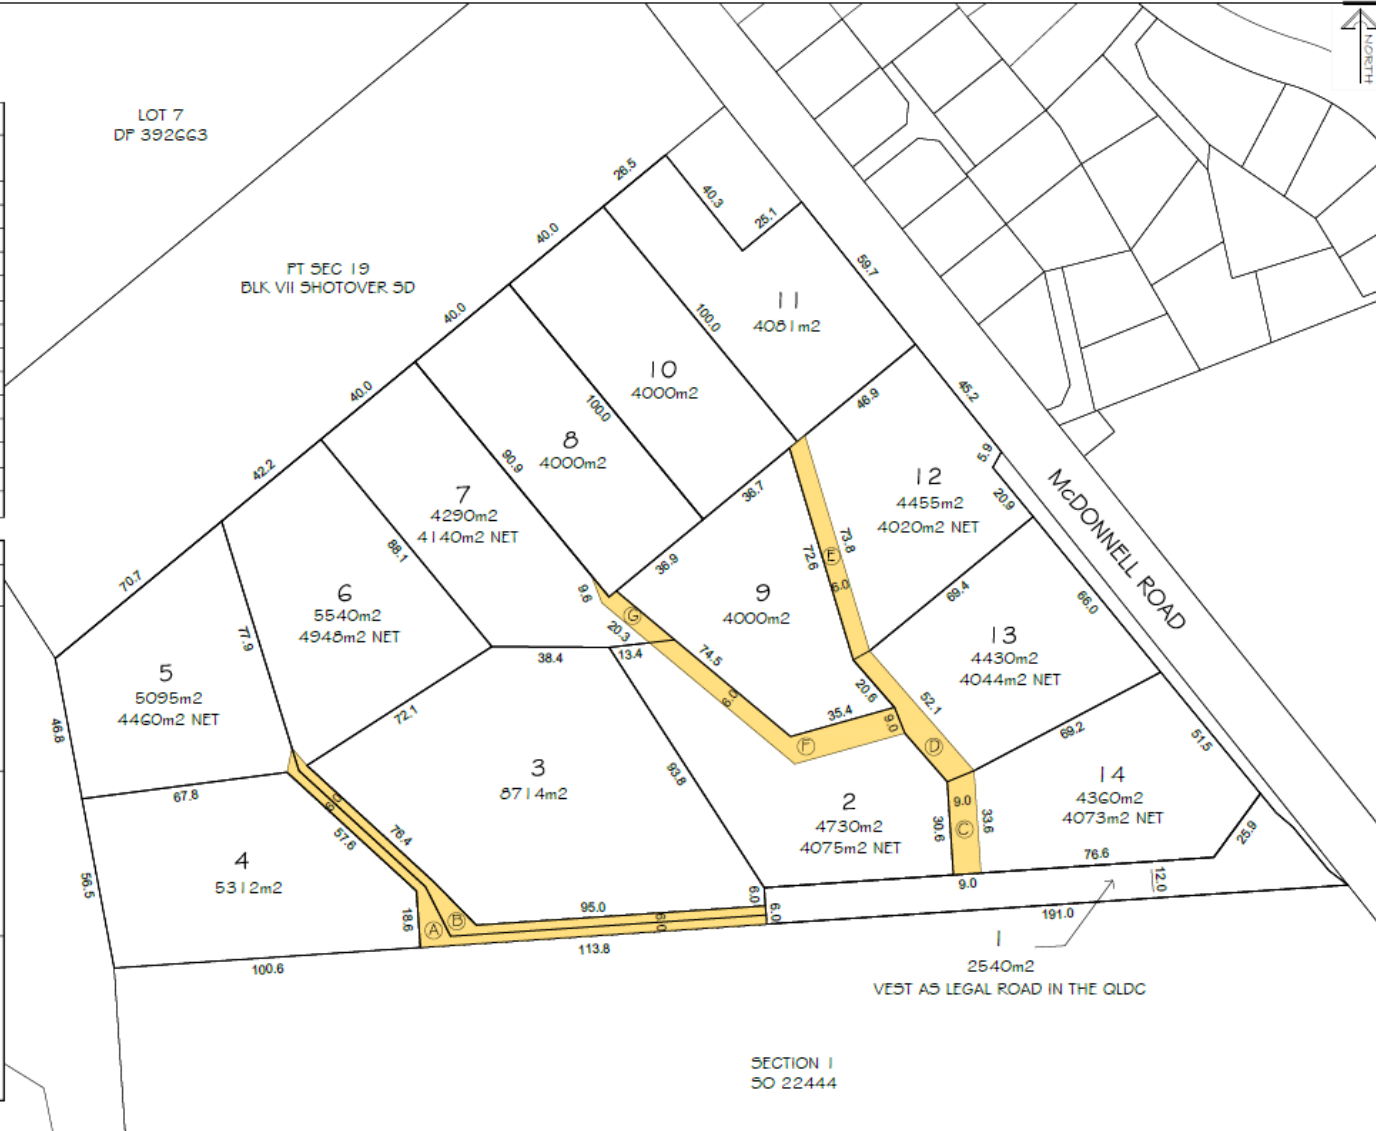 NORTH
LOT 7
DP 392663
PT SEC 19
BLK VII SHOTOVER SD
26.5
40.3
25.1
40.0
59.7
40.0
100.0
11
4081m2
40.0
10
4000m2
100.0
45.2
46.9
42.2
8
4000m2
90.9
5.9
12
4455m2
4020m2 NET
20.9
McDONNELL ROAD
36.7
7
4290m2
4140m2 NET
88.1
73.8
72.6
E
6.0
36.9
70.7
6
5540m2
4948m2 NET
9.6
G
20.3
9
4000m2
69.4
66.0
77.9
38.4
13.4
74.5
13
4430m2
4044m2 NET
5
5095m2
4460m2 NET
20.6
52.1
6.0
72.1
35.4
9.0
46.8
F
D
69.2
51.5
67.8
3
8714m2
93.8
14
4360m2
4073m2 NET
6.0
9.0
2
4730m2
4075m2 NET
30.6
C
33.6
57.6
76.4
25.9
4
5312m2
76.6
56.5
9.0
12.0
6.0
95.0
6.0
6.0
18.6
A
B
191.0
113.8
100.6
1
2540m2
VEST AS LEGAL ROAD IN THE QLDC
SECTION 1
SO 22444